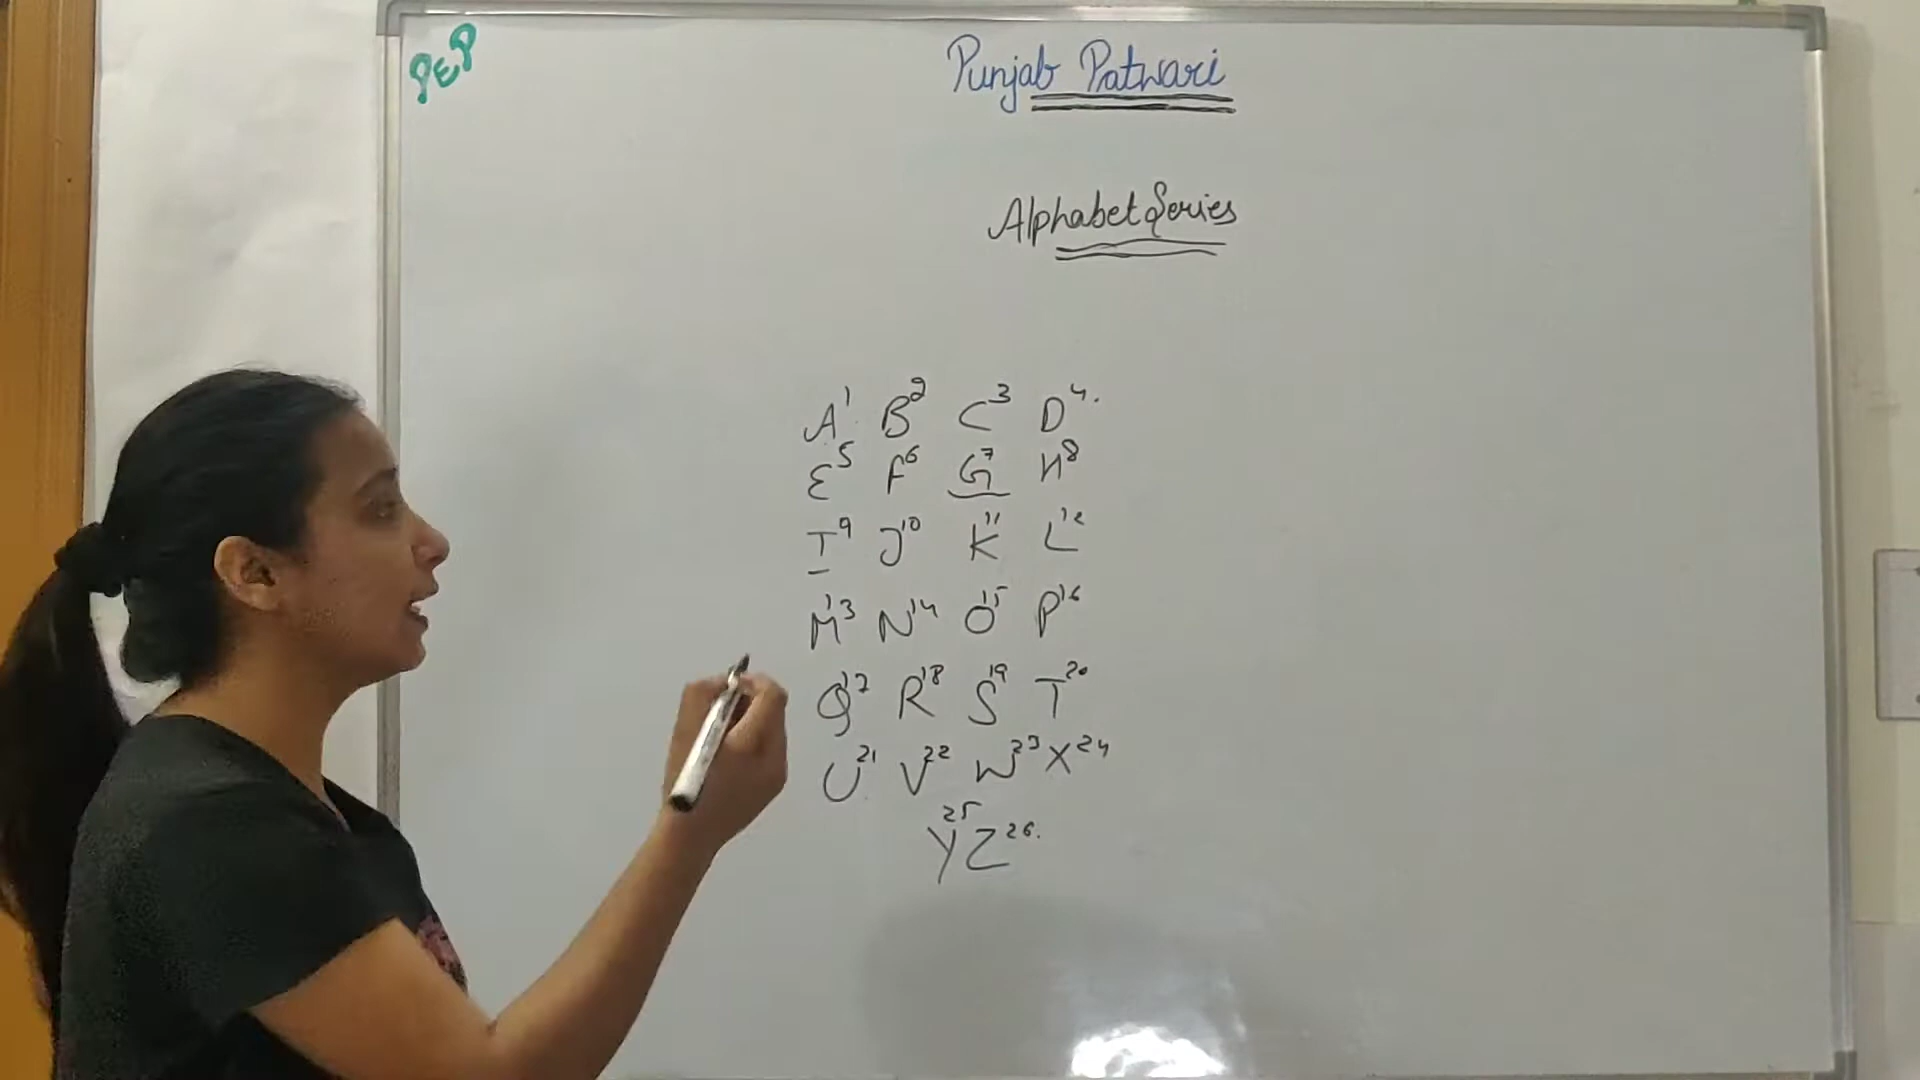 PEP
Punjab Patwari
Alphabet Series
A¹ B² C³ D⁴.
E⁵ F⁶ G⁷ H⁸
I⁹ J¹⁰ K¹¹ L¹²
M¹³ N¹⁴ O¹⁵ P¹⁶
Q¹⁷ R¹⁸ S¹⁹ T²⁰
U²¹ V²² W²³ X²⁴
Y²⁵ Z²⁶.